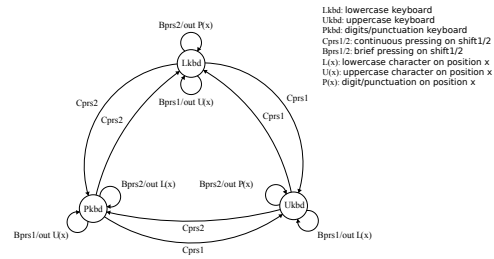 Bprs2/out P(x)
Lkbd
Bprs1/out U(x)
Cprs2
Cprs2
Cprs1
Cprs1
Bprs2/out L(x)
Bprs2/out P(x)
Pkbd
Ukbd
Bprs1/out U(x)
Cprs2
Bprs1/out L(x)
Cprs1
Lkbd: lowercase keyboard
Ukbd: uppercase keyboard
Pkbd: digits/punctuation keyboard
Cprs1/2: continuous pressing on shift1/2
Bprs1/2: brief pressing on shift1/2
L(x): lowercase character on position x
U(x): uppercase character on position x
P(x): digit/punctuation on position x